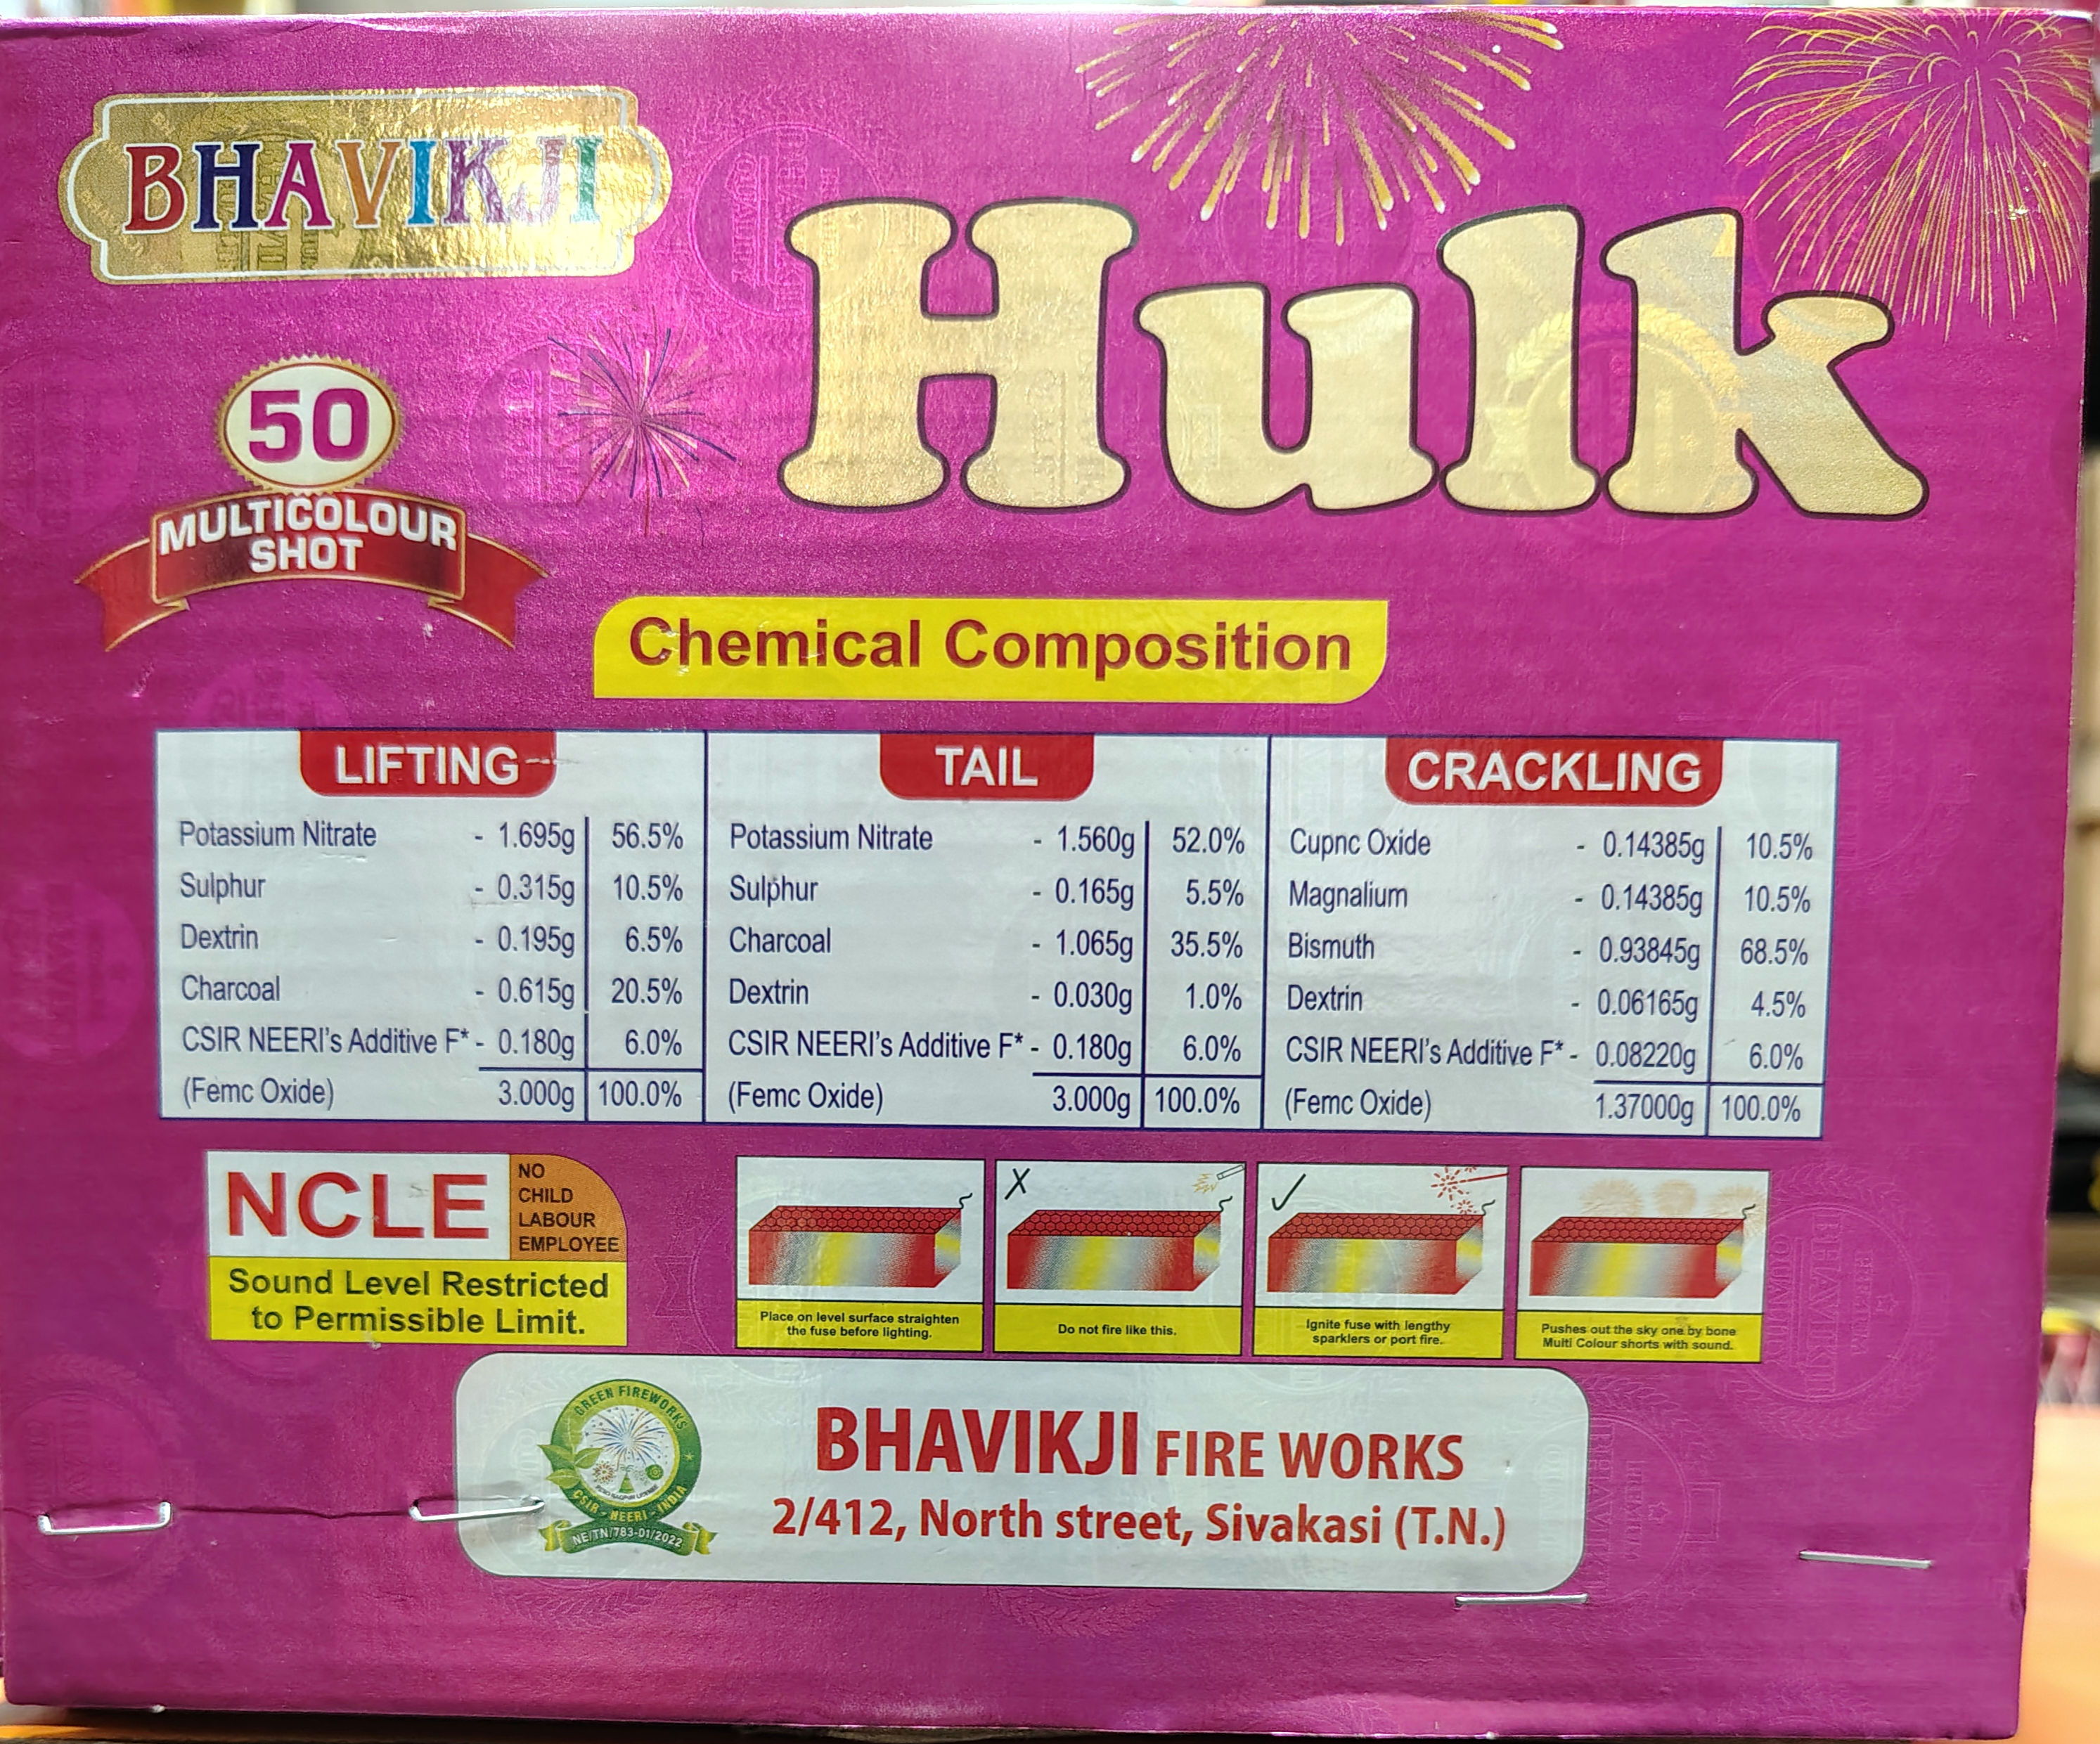 BHAVIKJI
Hulk
50
MULTICOLOUR
SHOT
Chemical Composition
LIFTING
Potassium Nitrate - 1.695g 56.5%
Sulphur - 0.315g 10.5%
Dextrin - 0.195g 6.5%
Charcoal - 0.615g 20.5%
CSIR NEERI's Additive F* - 0.180g 6.0%
(Femc Oxide) 3.000g 100.0%
TAIL
Potassium Nitrate - 1.560g 52.0%
Sulphur - 0.165g 5.5%
Charcoal - 1.065g 35.5%
Dextrin - 0.030g 1.0%
CSIR NEERI's Additive F* - 0.180g 6.0%
(Femc Oxide) 3.000g 100.0%
CRACKLING
Cupnc Oxide - 0.14385g 10.5%
Magnalium - 0.14385g 10.5%
Bismuth - 0.93845g 68.5%
Dextrin - 0.06165g 4.5%
CSIR NEERI's Additive F* - 0.08220g 6.0%
(Femc Oxide) 1.37000g 100.0%
NCLE
NO
CHILD
LABOUR
EMPLOYEE
Sound Level Restricted
to Permissible Limit.
Place on level surface straighten
the fuse before lighting.
Do not fire like this.
Ignite fuse with lengthy
sparklers or port fire.
Pushes out the sky one by bone
Multi Colour shorts with sound.
GREEN FIREWORKS
CSIR - NEERI - INDIA
NE/TN/783-01/2022
BHAVIKJI FIRE WORKS
2/412, North street, Sivakasi (T.N.)